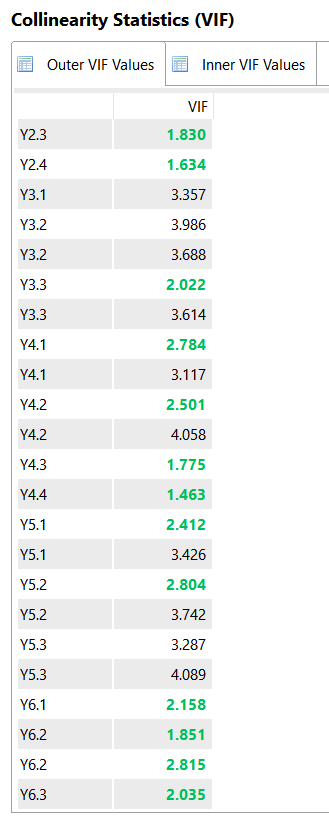 Collinearity Statistics (VIF)
Outer VIF Values Inner VIF Values
VIF
Y2.3 1.830
Y2.4 1.634
Y3.1 3.357
Y3.2 3.986
Y3.2 3.688
Y3.3 2.022
Y3.3 3.614
Y4.1 2.784
Y4.1 3.117
Y4.2 2.501
Y4.2 4.058
Y4.3 1.775
Y4.4 1.463
Y5.1 2.412
Y5.1 3.426
Y5.2 2.804
Y5.2 3.742
Y5.3 3.287
Y5.3 4.089
Y6.1 2.158
Y6.2 1.851
Y6.2 2.815
Y6.3 2.035